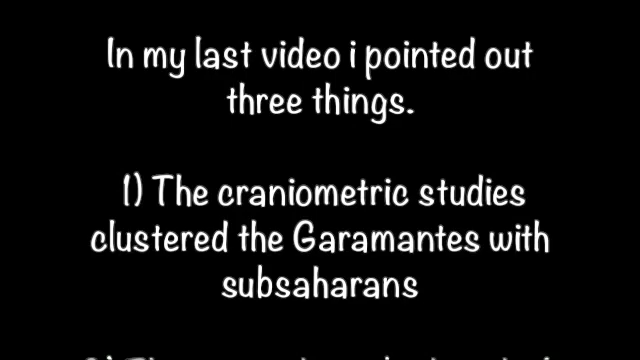 In my last video i pointed out
three things.
1) The craniometric studies
clustered the Garamantes with
subsaharans